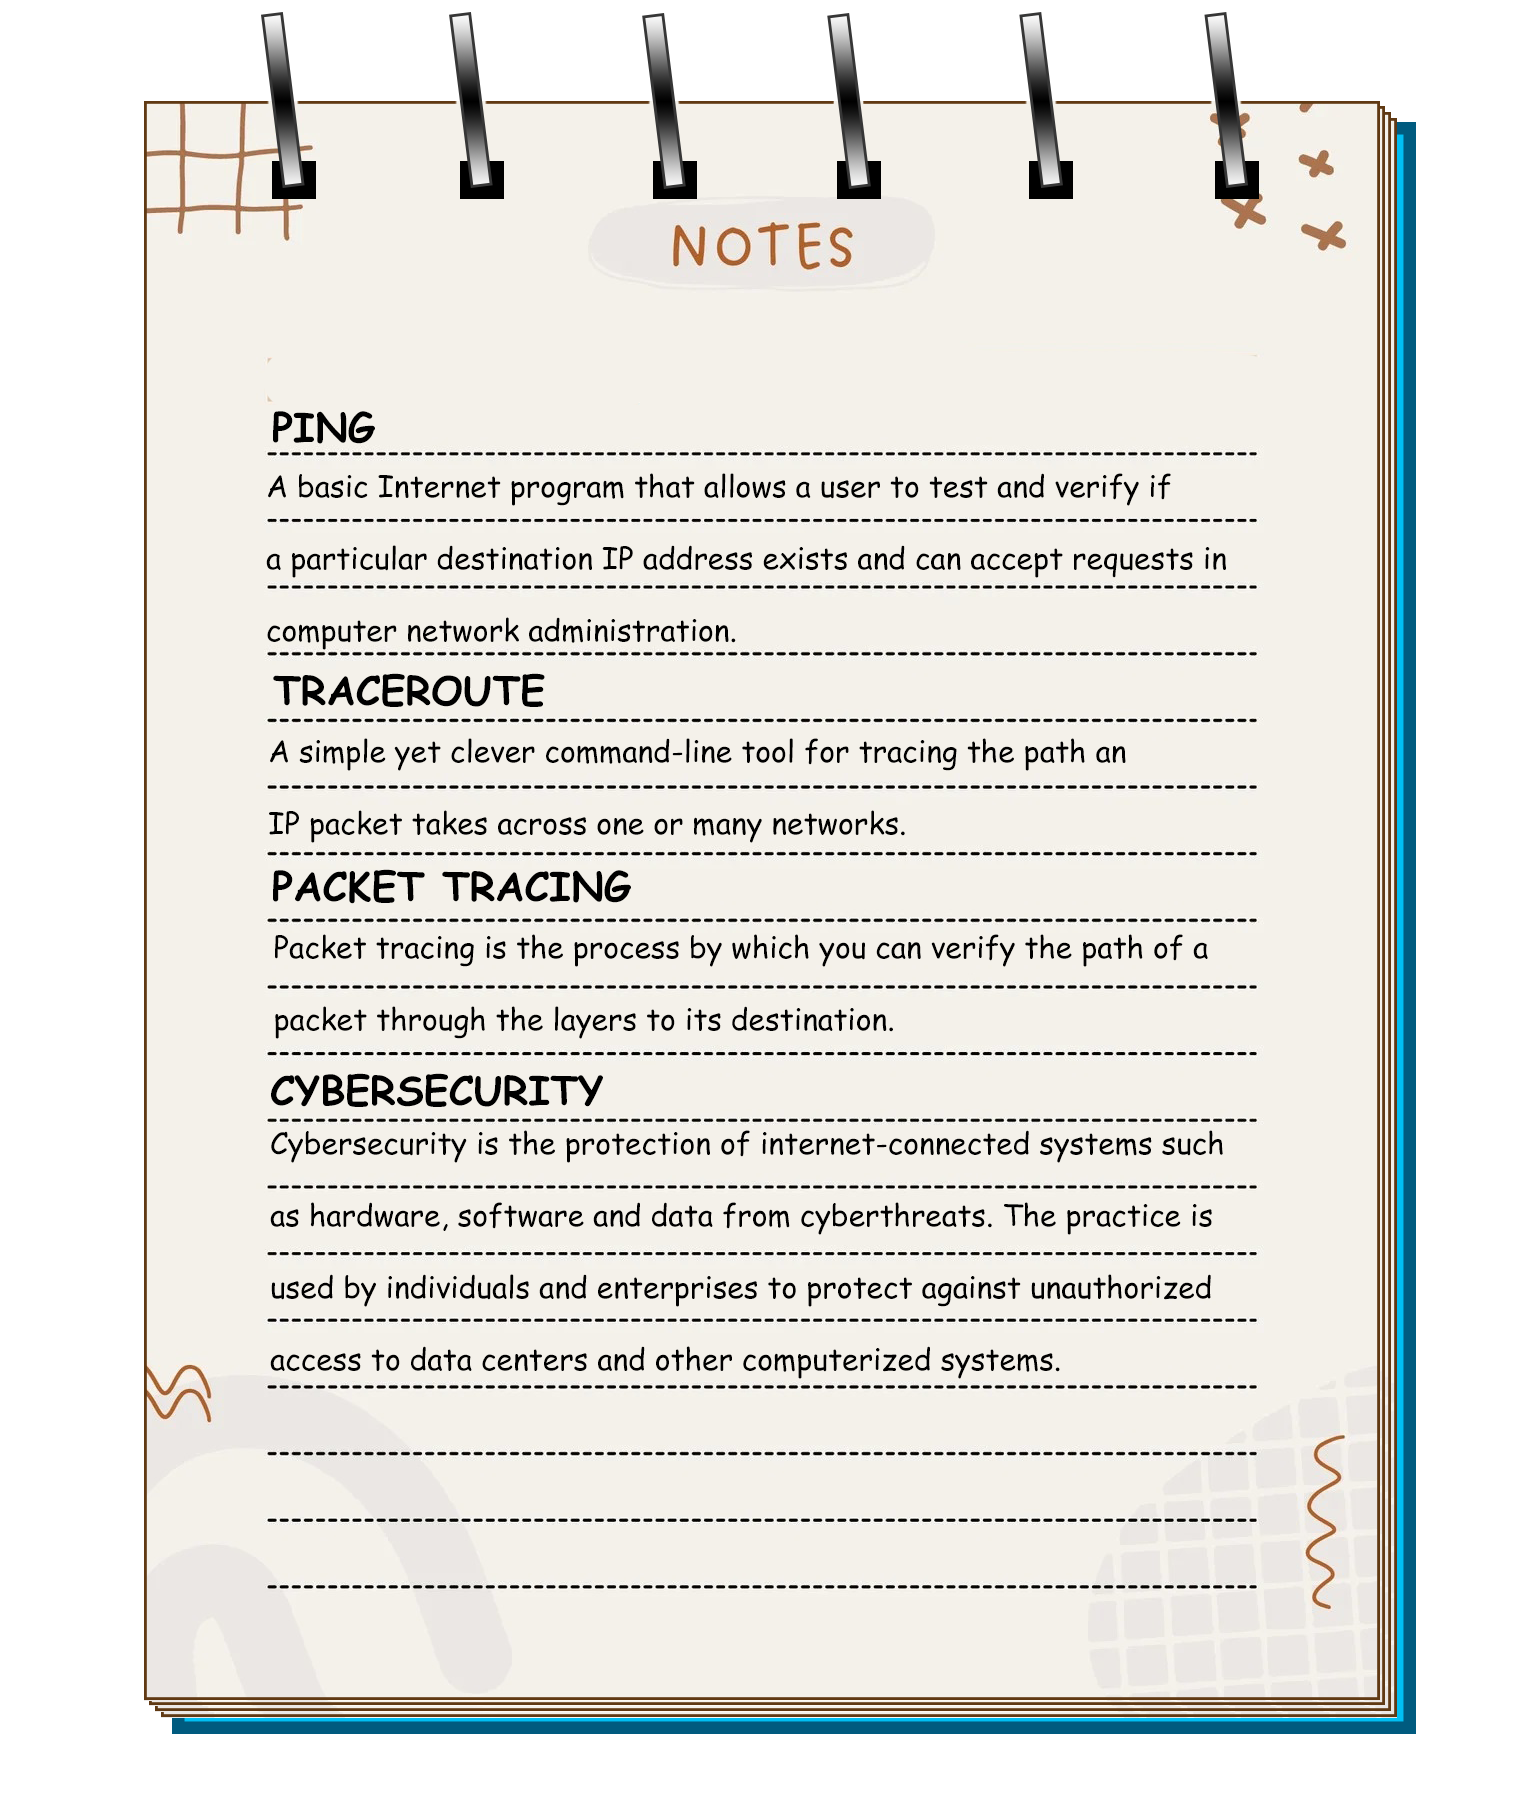 NOTES
PING
A basic Internet program that allows a user to test and verify if
a particular destination IP address exists and can accept requests in
computer network administration.
TRACEROUTE
A simple yet clever command-line tool for tracing the path an
IP packet takes across one or many networks.
PACKET TRACING
Packet tracing is the process by which you can verify the path of a
packet through the layers to its destination.
CYBERSECURITY
Cybersecurity is the protection of internet-connected systems such
as hardware, software and data from cyberthreats. The practice is
used by individuals and enterprises to protect against unauthorized
access to data centers and other computerized systems.